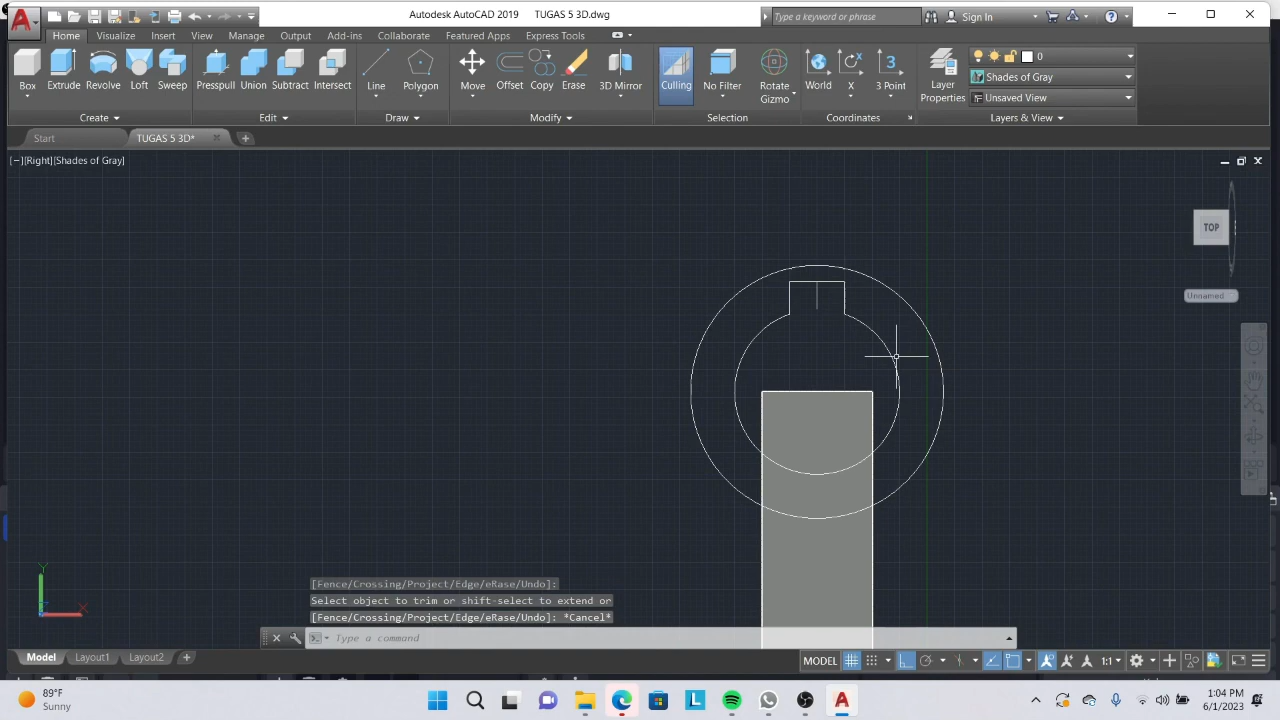 Autodesk AutoCAD 2019 TUGAS 5 3D.dwg
Type a keyword or phrase
Sign In
Home Visualize Insert View Manage Output Add-ins Collaborate Featured Apps Express Tools
Box Extrude Revolve Loft Sweep Presspull Union Subtract Intersect Line Polygon Move Offset Copy Erase 3D Mirror Culling No Filter Rotate Gizmo World X 3 Point Layer Properties
0
Shades of Gray
Unsaved View
Create Edit Draw Modify Selection Coordinates Layers & View
Start TUGAS 5 3D*
[−][Right][Shades of Gray]
TOP
Unnamed
Y
X
[Fence/Crossing/Project/Edge/eRase/Undo]:
Select object to trim or shift-select to extend or
[Fence/Crossing/Project/Edge/eRase/Undo]: *Cancel*
Type a command
Model Layout1 Layout2
MODEL 1:1
89°F
Sunny
1:04 PM
6/1/2023